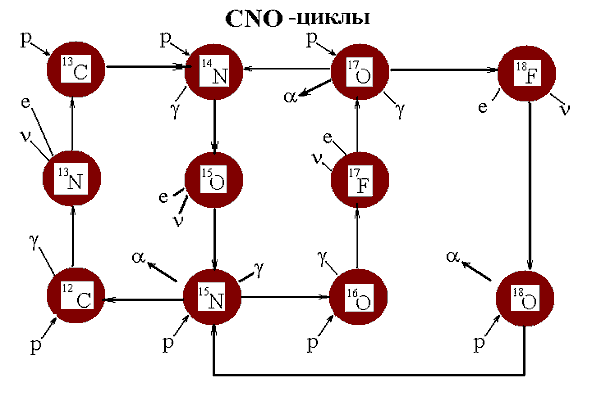 CNO -циклы
p p p
¹³C ¹⁴N ¹⁷O ¹⁸F
γ α γ e ν
e e
ν ν
¹³N ¹⁵O ¹⁷F
e
ν
γ α γ γ α
¹²C ¹⁵N ¹⁶O ¹⁸O
p p p p